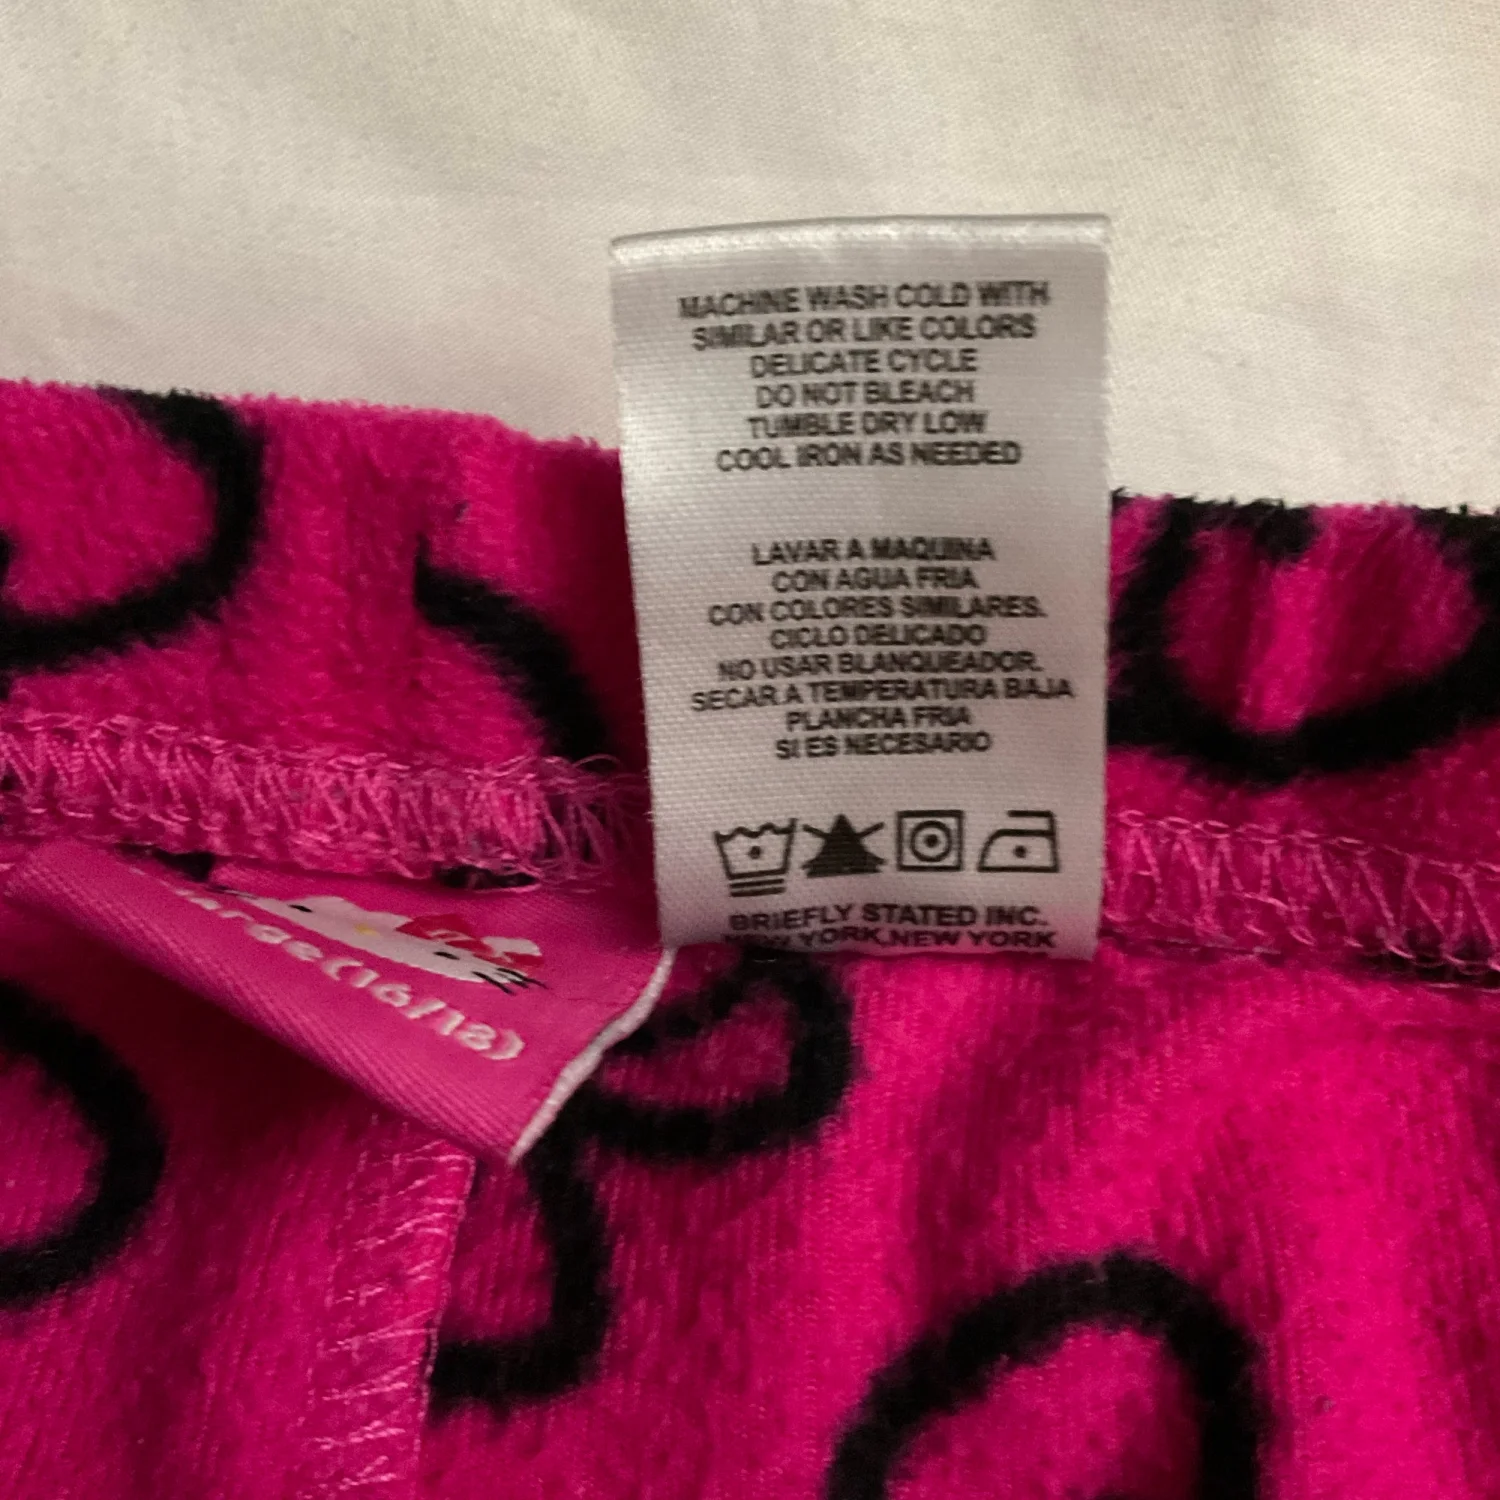 MACHINE WASH COLD WITH
SIMILAR OR LIKE COLORS
DELICATE CYCLE
DO NOT BLEACH
TUMBLE DRY LOW
COOL IRON AS NEEDED
LAVAR A MAQUINA
CON AGUA FRIA
CON COLORES SIMILARES.
CICLO DELICADO
NO USAR BLANQUEADOR.
SECAR A TEMPERATURA BAJA
PLANCHA FRIA
SI ES NECESARIO
BRIEFLY STATED INC.
NEW YORK, NEW YORK
(16/18)